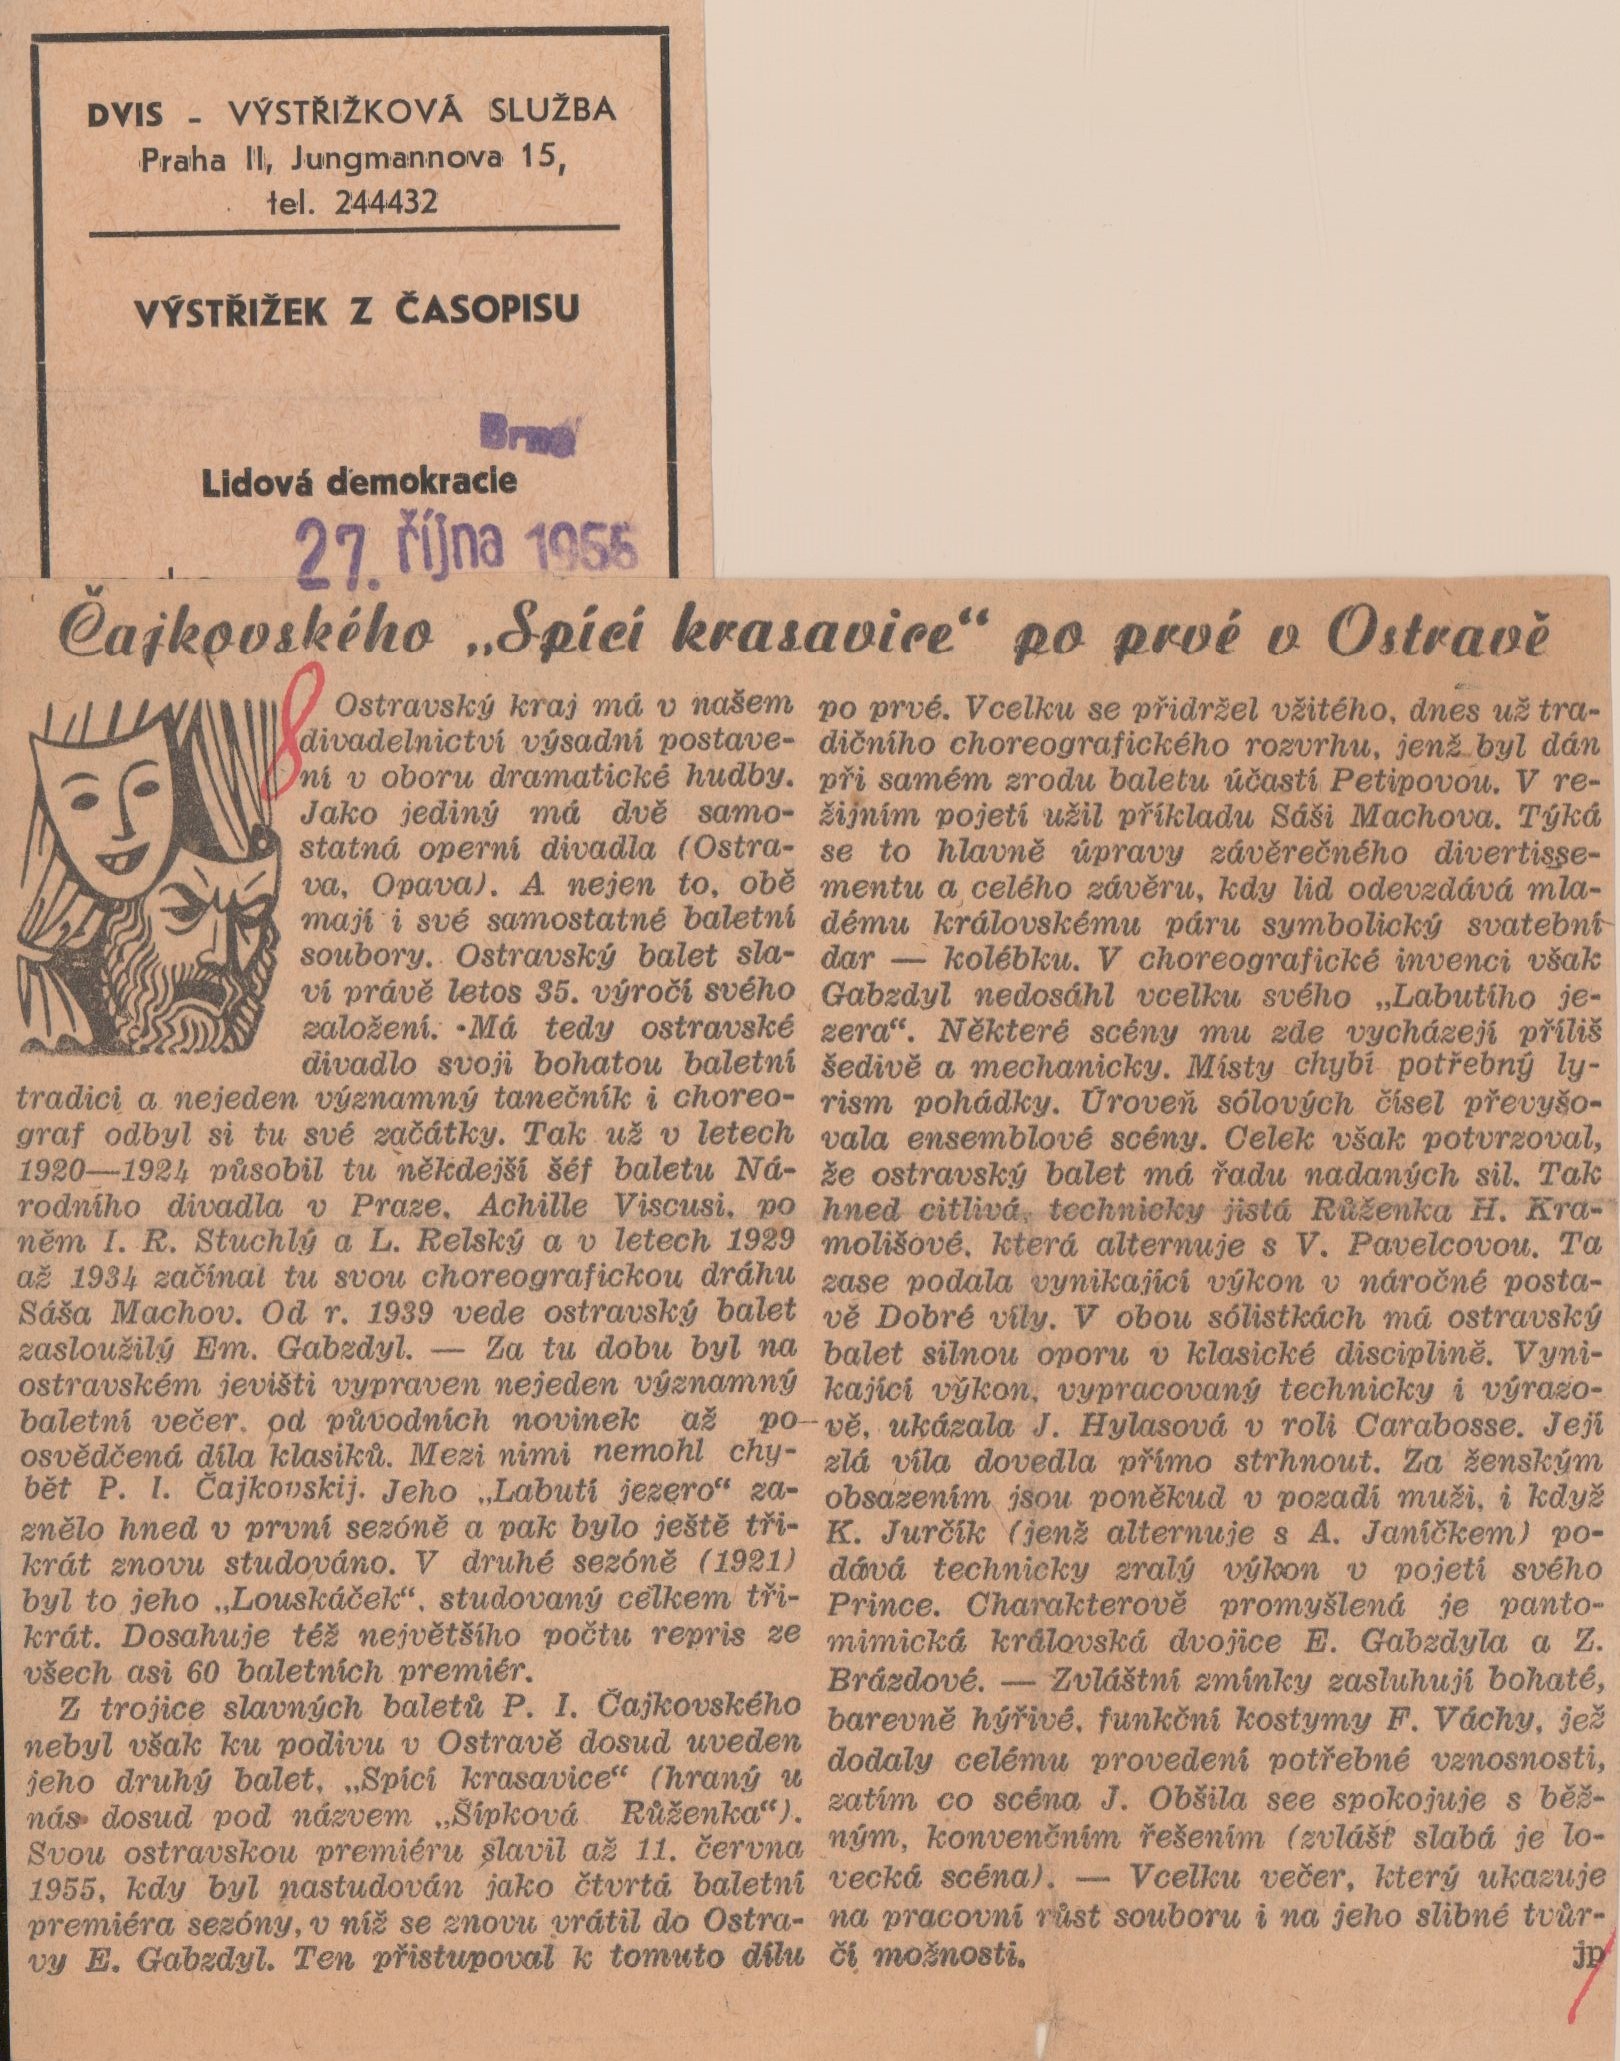 DVIS - VÝSTŘIŽKOVÁ SLUŽBA
Praha II, Jungmannova 15,
tel. 244432
VÝSTŘIŽEK Z ČASOPISU
Brno
Lidová demokracie
27. října 1955
Čajkovského „Spící krasavice“ po prvé v Ostravě
Ostravský kraj má v našem
divadelnictví výsadní postave-
ní v oboru dramatické hudby.
Jako jediný má dvě samo-
statná operní divadla (Ostra-
va, Opava). A nejen to, obě
mají i své samostatné baletní
soubory. Ostravský balet sla-
ví právě letos 35. výročí svého
založení. Má tedy ostravské
divadlo svoji bohatou baletní
tradici a nejeden významný tanečník i choreo-
graf odbyl si tu své začátky. Tak už v letech
1920—1924 působil tu někdejší šéf baletu Ná-
rodního divadla v Praze, Achille Viscusi, po
něm I. R. Stuchlý a L. Relský a v letech 1929
až 1934 začínal tu svou choreografickou dráhu
Sáša Machov. Od r. 1939 vede ostravský balet
zasloužilý Em. Gabzdyl. — Za tu dobu byl na
ostravském jevišti vypraven nejeden významný
baletní večer, od původních novinek až po
osvědčená díla klasiků. Mezi nimi nemohl chy-
bět P. I. Čajkovskij. Jeho „Labutí jezero“ za-
znělo hned v první sezóně a pak bylo ještě tři-
krát znovu studováno. V druhé sezóně (1921)
byl to jeho „Louskáček“, studovaný celkem tři-
krát. Dosahuje též největšího počtu repris ze
všech asi 60 baletních premiér.
Z trojice slavných baletů P. I. Čajkovského
nebyl však ku podivu v Ostravě dosud uveden
jeho druhý balet, „Spící krasavice“ (hraný u
nás dosud pod názvem „Šípková Růženka“).
Svou ostravskou premiéru slavil až 11. června
1955, kdy byl nastudován jako čtvrtá baletní
premiéra sezóny, v níž se znovu vrátil do Ostra-
vy E. Gabzdyl. Ten přistupoval k tomuto dílu
po prvé. Vcelku se přidržel vžitého, dnes už tra-
dičního choreografického rozvrhu, jenž byl dán
při samém zrodu baletu účastí Petipovou. V re-
žijním pojetí užil příkladu Sáši Machova. Týká
se to hlavně úpravy závěrečného divertisse-
mentu a celého závěru, kdy lid odevzdává mla-
dému královskému páru symbolický svatební
dar — kolébku. V choreografické invenci však
Gabzdyl nedosáhl vcelku svého „Labutího je-
zera“. Některé scény mu zde vycházejí příliš
šedivě a mechanicky. Místy chybí potřebný ly-
rism pohádky. Úroveň sólových čísel převyšo-
vala ensemblové scény. Celek však potvrzoval,
že ostravský balet má řadu nadaných sil. Tak
hned citlivá, technicky jistá Růženka H. Kra-
molišové, která alternuje s V. Pavelcovou. Ta
zase podala vynikající výkon v náročné posta-
vě Dobré víly. V obou sólistkách má ostravský
balet silnou oporu v klasické disciplině. Vyni-
kající výkon, vypracovaný technicky i výrazo-
vě, ukázala J. Hylasová v roli Carabosse. Její
zlá víla dovedla přímo strhnout. Za ženským
obsazením jsou poněkud v pozadí muži, i když
K. Jurčík (jenž alternuje s A. Janíčkem) po-
dává technicky zralý výkon v pojetí svého
Prince. Charakterově promyšlená je panto-
mimická královská dvojice E. Gabzdyla a Z.
Brázdové. — Zvláštní zmínky zasluhují bohaté,
barevně hýřivé, funkční kostymy F. Váchy, jež
dodaly celému provedení potřebné vznosnosti,
zatím co scéna J. Obšila see spokojuje s běž-
ným, konvenčním řešením (zvlášť slabá je lo-
vecká scéna). — Vcelku večer, který ukazuje
na pracovní růst souboru i na jeho slibné tvůr-
čí možnosti.
jp